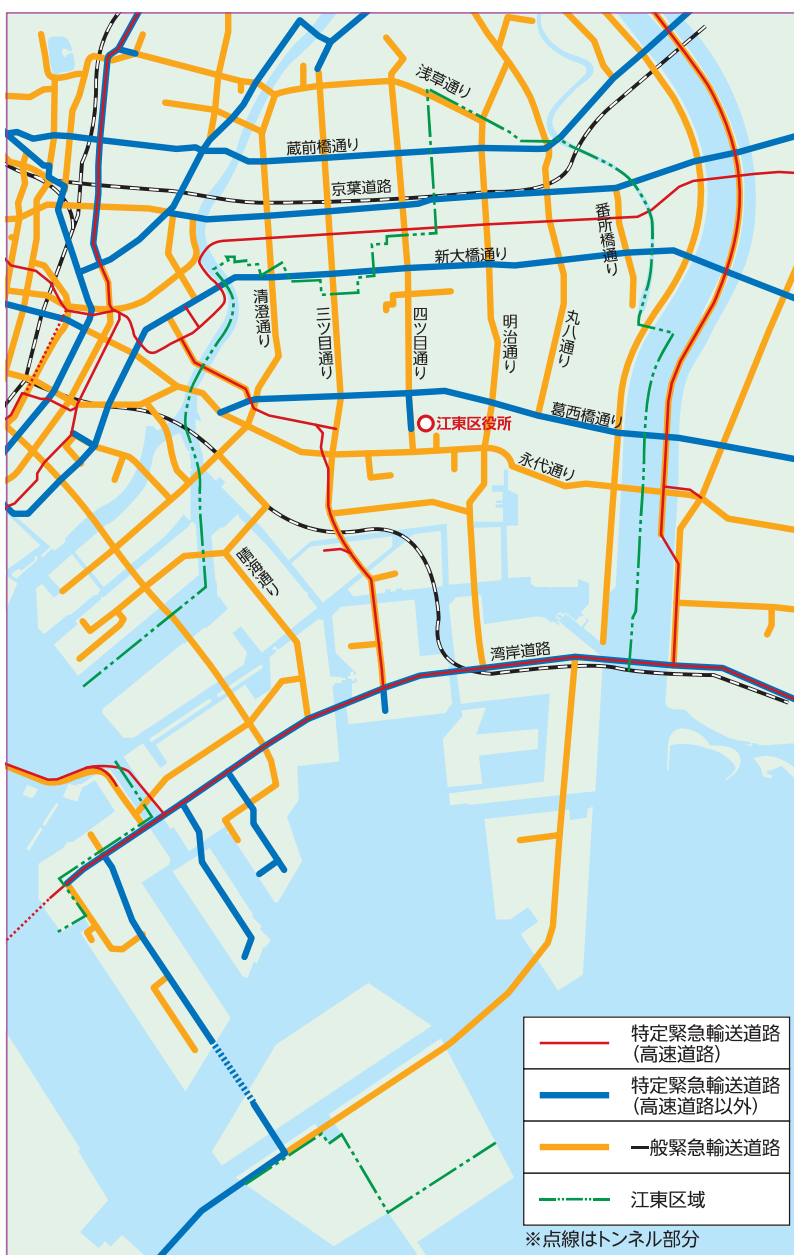 浅草通り
蔵前橋通り
京葉道路
番所橋通り
新大橋通り
清澄通り
三ツ目通り
四ツ目通り
明治通り
丸八通り
葛西橋通り
江東区役所
永代通り
晴海通り
湾岸道路
特定緊急輸送道路
(高速道路)
特定緊急輸送道路
(高速道路以外)
一般緊急輸送道路
江東区域
※点線はトンネル部分